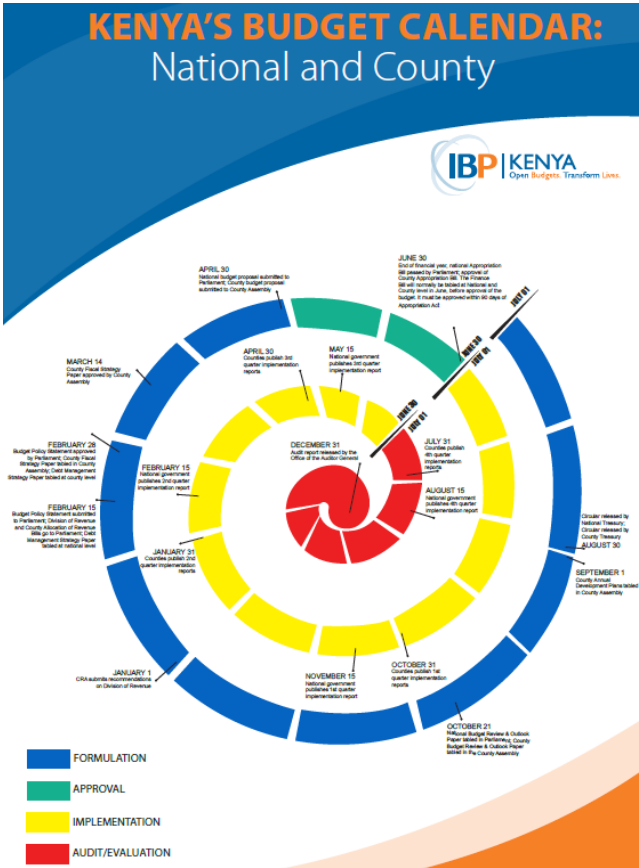 KENYA'S BUDGET CALENDAR:
National and County
IBP KENYA
Open Budgets. Transform Lives.
JUNE 30
End of financial year, national Appropriation
Bill passed by Parliament; approval of
County Appropriation Bill. The Finance
Bill will normally be tabled at National and
County level in June, before approval of the
budget. It must be approved within 90 days of
Appropriation Act
APRIL 30
National budget proposal submitted to
Parliament; County budget proposal
submitted to County Assembly
JULY 01
JUNE 30
JULY 01
MARCH 14
County Fiscal Strategy
Paper approved by County
Assembly
APRIL 30
Counties publish 3rd
quarter implementation
reports
MAY 15
National government
publishes 3rd quarter
implementation report
JUNE 30
JULY 01
FEBRUARY 28
Budget Policy Statement approved
by Parliament; County Fiscal
Strategy Paper tabled in County
Assembly; Debt Management
Strategy Paper tabled at county level
FEBRUARY 15
National government
publishes 2nd quarter
implementation report
DECEMBER 31
Audit report released by the
Office of the Auditor General
JULY 31
Counties publish
4th quarter
implementation
reports
AUGUST 15
National government
publishes 4th quarter
implementation report
FEBRUARY 15
Budget Policy Statement submitted
to Parliament; Division of Revenue
and County Allocation of Revenue
Bills go to Parliament; Debt
Management Strategy Paper
tabled at national level
Circular released by
National Treasury;
Circular released by
County Treasury
AUGUST 30
JANUARY 31
Counties publish 2nd
quarter implementation
reports
SEPTEMBER 1
County Annual
Development Plans tabled
in County Assembly
JANUARY 1
CRA submits recommendations
on Division of Revenue
NOVEMBER 15
National government
publishes 1st quarter
implementation report
OCTOBER 31
Counties publish 1st
quarter implementation
reports
OCTOBER 21
National Budget Review & Outlook
Paper tabled in Parliament, County
Budget Review & Outlook Paper
tabled in the County Assembly
FORMULATION
APPROVAL
IMPLEMENTATION
AUDIT/EVALUATION